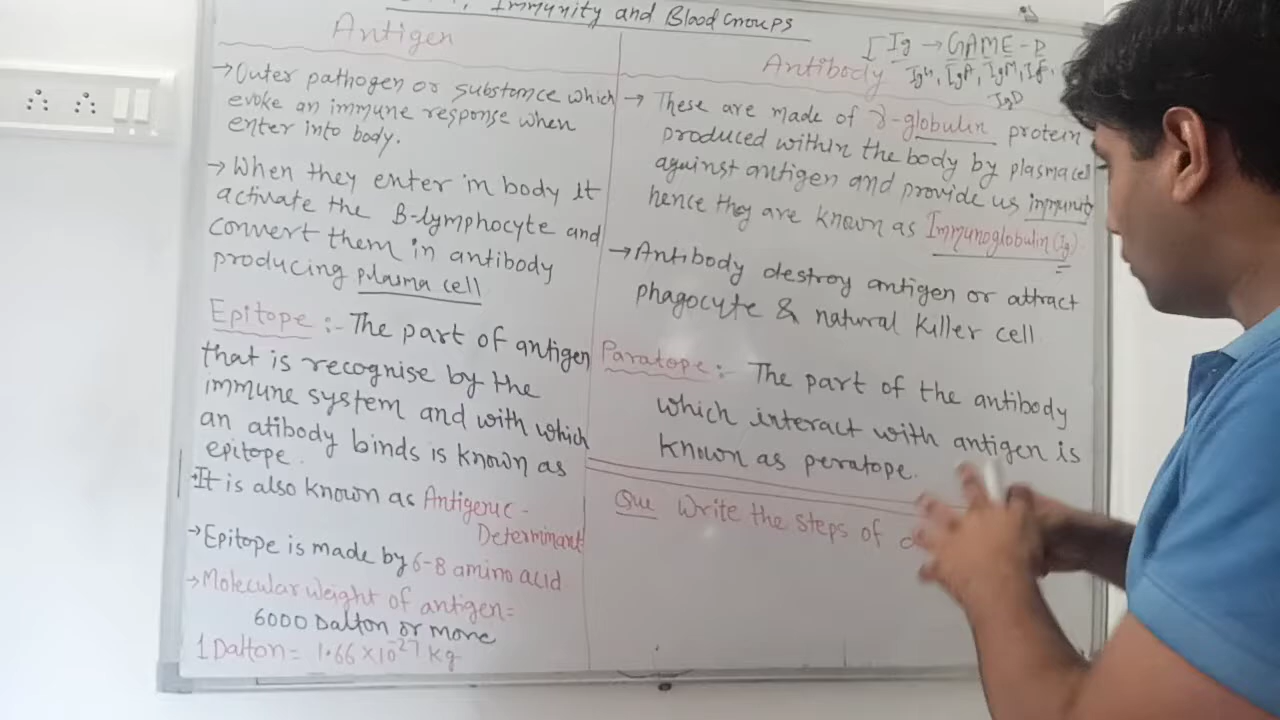 Immunity and Blood Groups
Antigen
→ Outer pathogen or substance which
evoke an immune response when
enter into body.
→ When they enter in body it
activate the B-lymphocyte and
convert them in antibody
producing plasma cell
Epitope :- The part of antigen
that is recognise by the
immune system and with which
an atibody binds is known as
epitope.
It is also known as Antigenic-
Determinant
→ Epitope is made by 6-8 amino acid
→ Molecular weight of antigen=
6000 Dalton or more
1 Dalton = 1.66 ×10⁻²⁷ kg
[Ig → GAME-D
IgA, IgM,
IgD
Antibody
→ These are made of γ-globulin protein
produced within the body by plasma cell
against antigen and provide us immunity
hence they are known as Immunoglobulin (Ig)
→ Antibody destroy antigen or attract
phagocyte & natural killer cell
Paratope :- The part of the antibody
which interact with antigen is
known as peratope.
Que Write the steps of